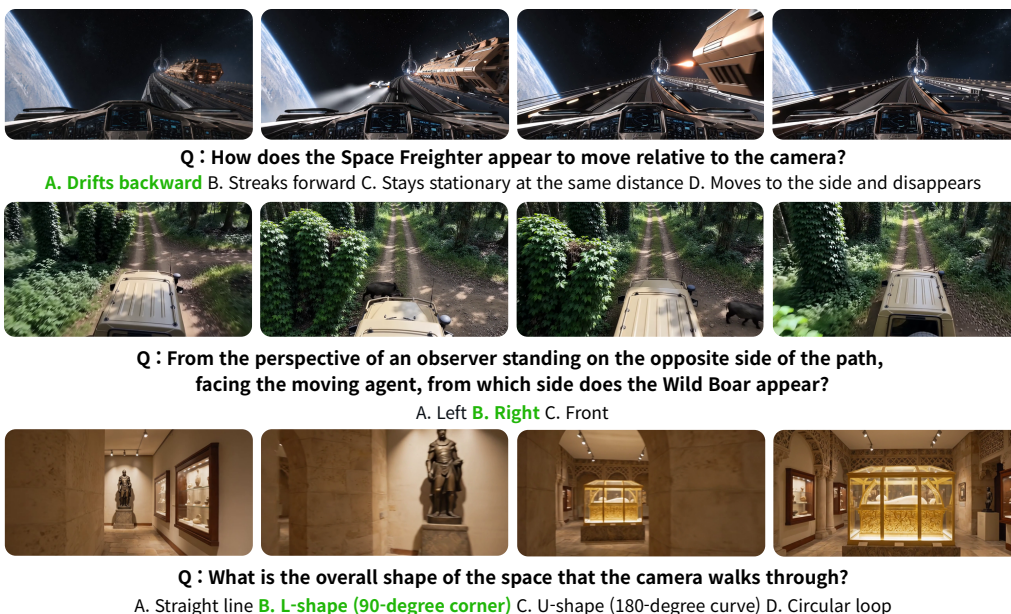 Q : How does the Space Freighter appear to move relative to the camera?
A. Drifts backward B. Streaks forward C. Stays stationary at the same distance D. Moves to the side and disappears
Q : From the perspective of an observer standing on the opposite side of the path,
facing the moving agent, from which side does the Wild Boar appear?
A. Left B. Right C. Front
Q : What is the overall shape of the space that the camera walks through?
A. Straight line B. L-shape (90-degree corner) C. U-shape (180-degree curve) D. Circular loop